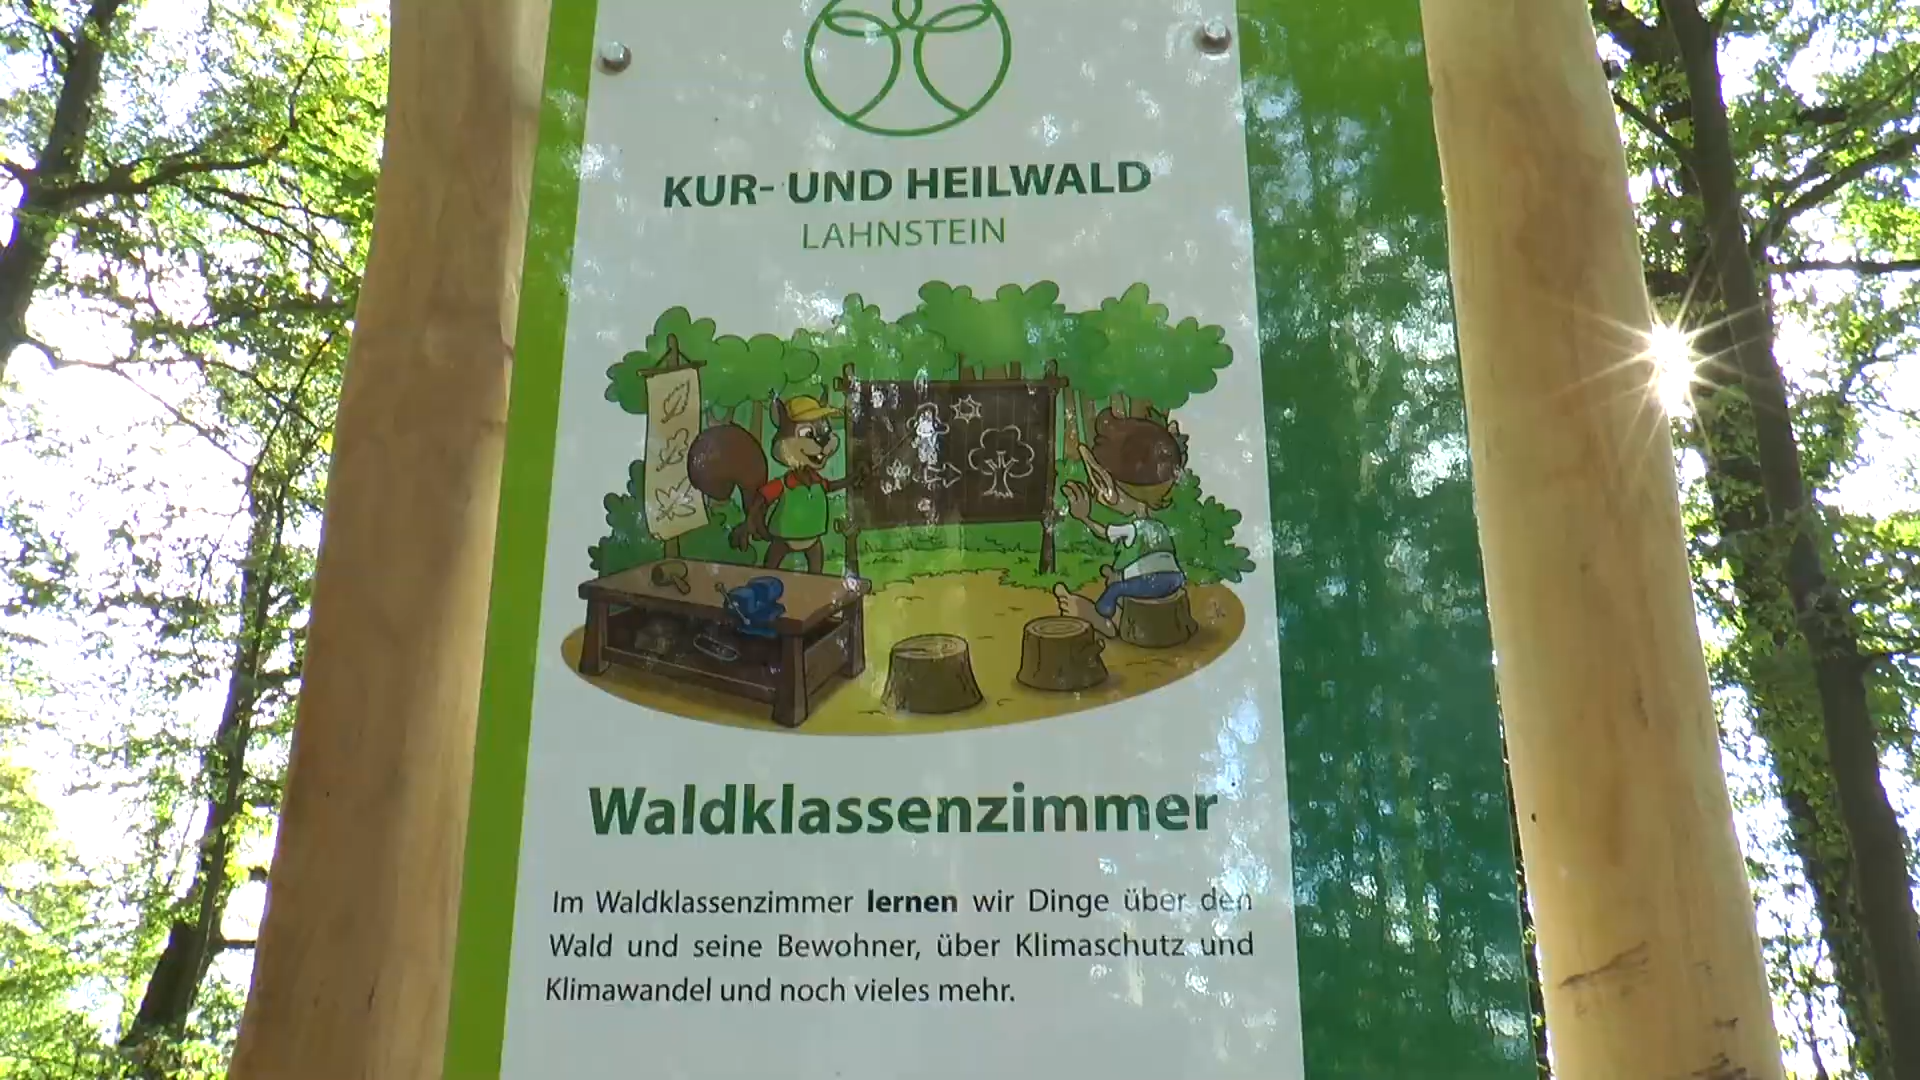 KUR- UND HEILWALD
LAHNSTEIN
Waldklassenzimmer
Im Waldklassenzimmer lernen wir Dinge über den
Wald und seine Bewohner, über Klimaschutz und
Klimawandel und noch vieles mehr.